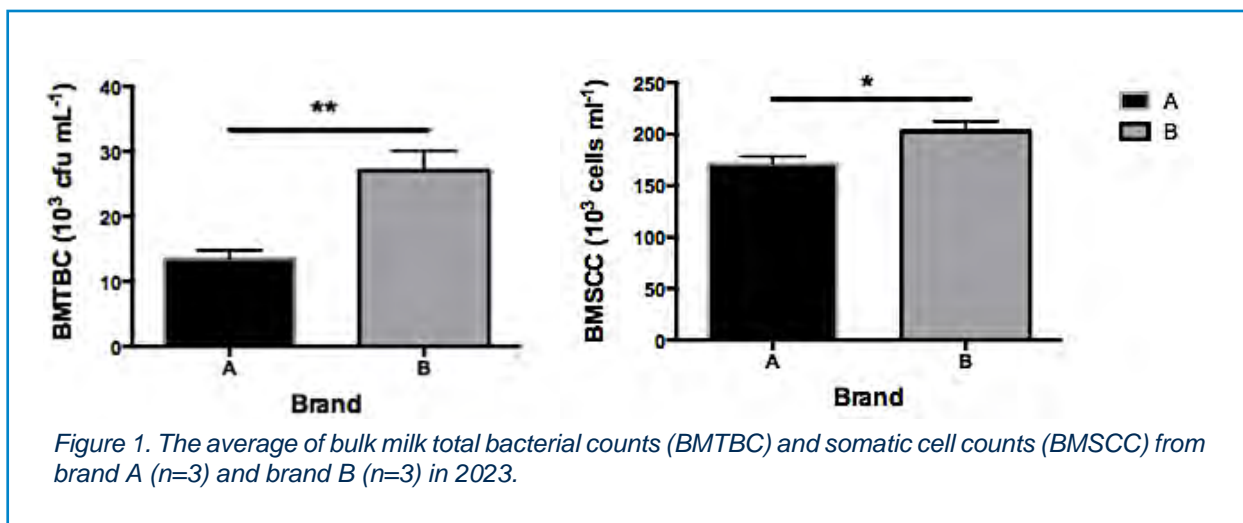 40
30
20
10
0
BMTBC (10³ cfu mL⁻¹)
**
A
B
Brand
250
200
150
100
50
0
BMSCC (10³ cells ml⁻¹)
*
A
B
Brand
A
B
Figure 1. The average of bulk milk total bacterial counts (BMTBC) and somatic cell counts (BMSCC) from
brand A (n=3) and brand B (n=3) in 2023.